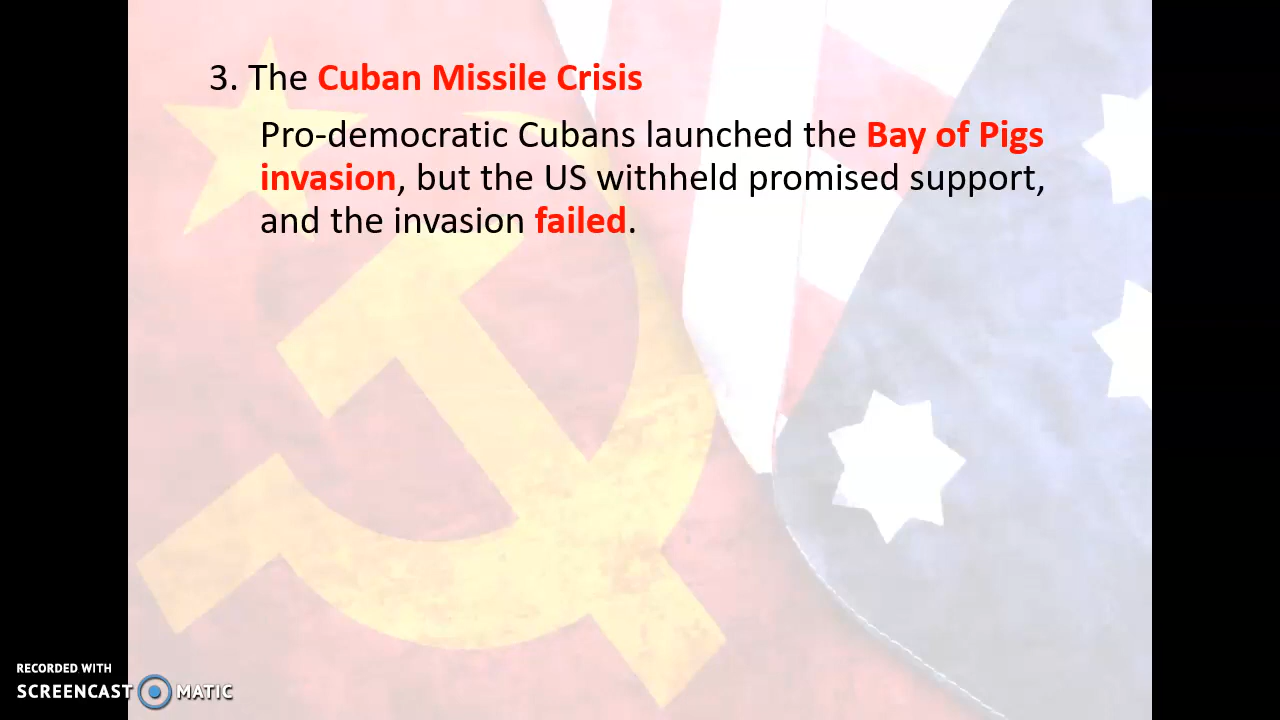 3. The Cuban Missile Crisis
Pro-democratic Cubans launched the Bay of Pigs
invasion, but the US withheld promised support,
and the invasion failed.
RECORDED WITH
SCREENCAST MATIC